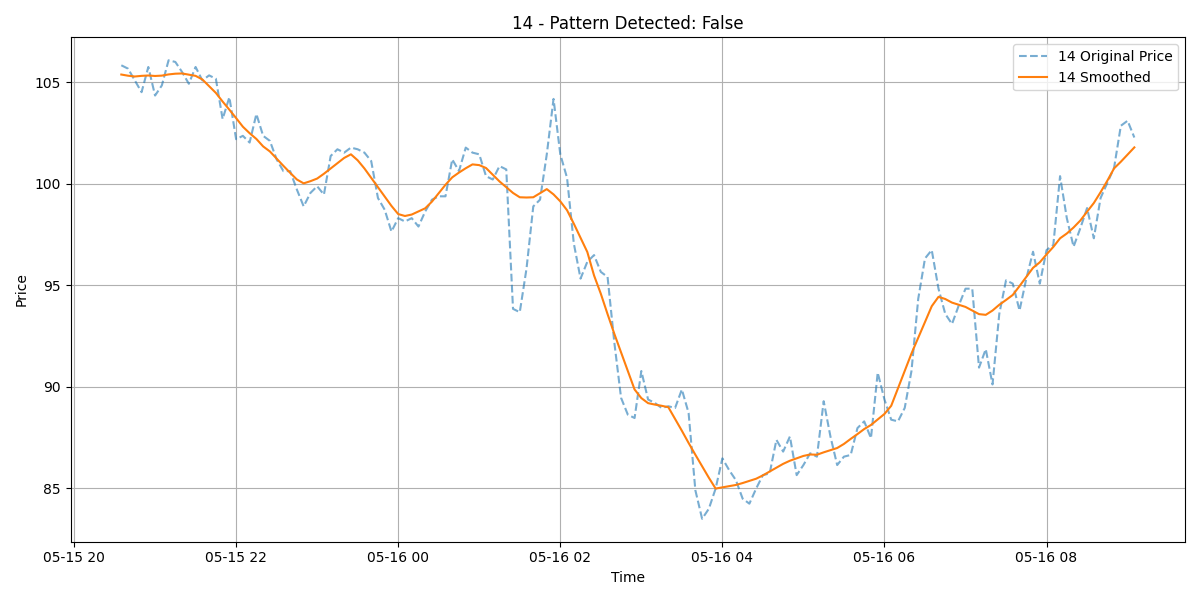 14 - Pattern Detected: False
14 Original Price
14 Smoothed
105
100
95
90
85
Price
05-15 20
05-15 22
05-16 00
05-16 02
05-16 04
05-16 06
05-16 08
Time